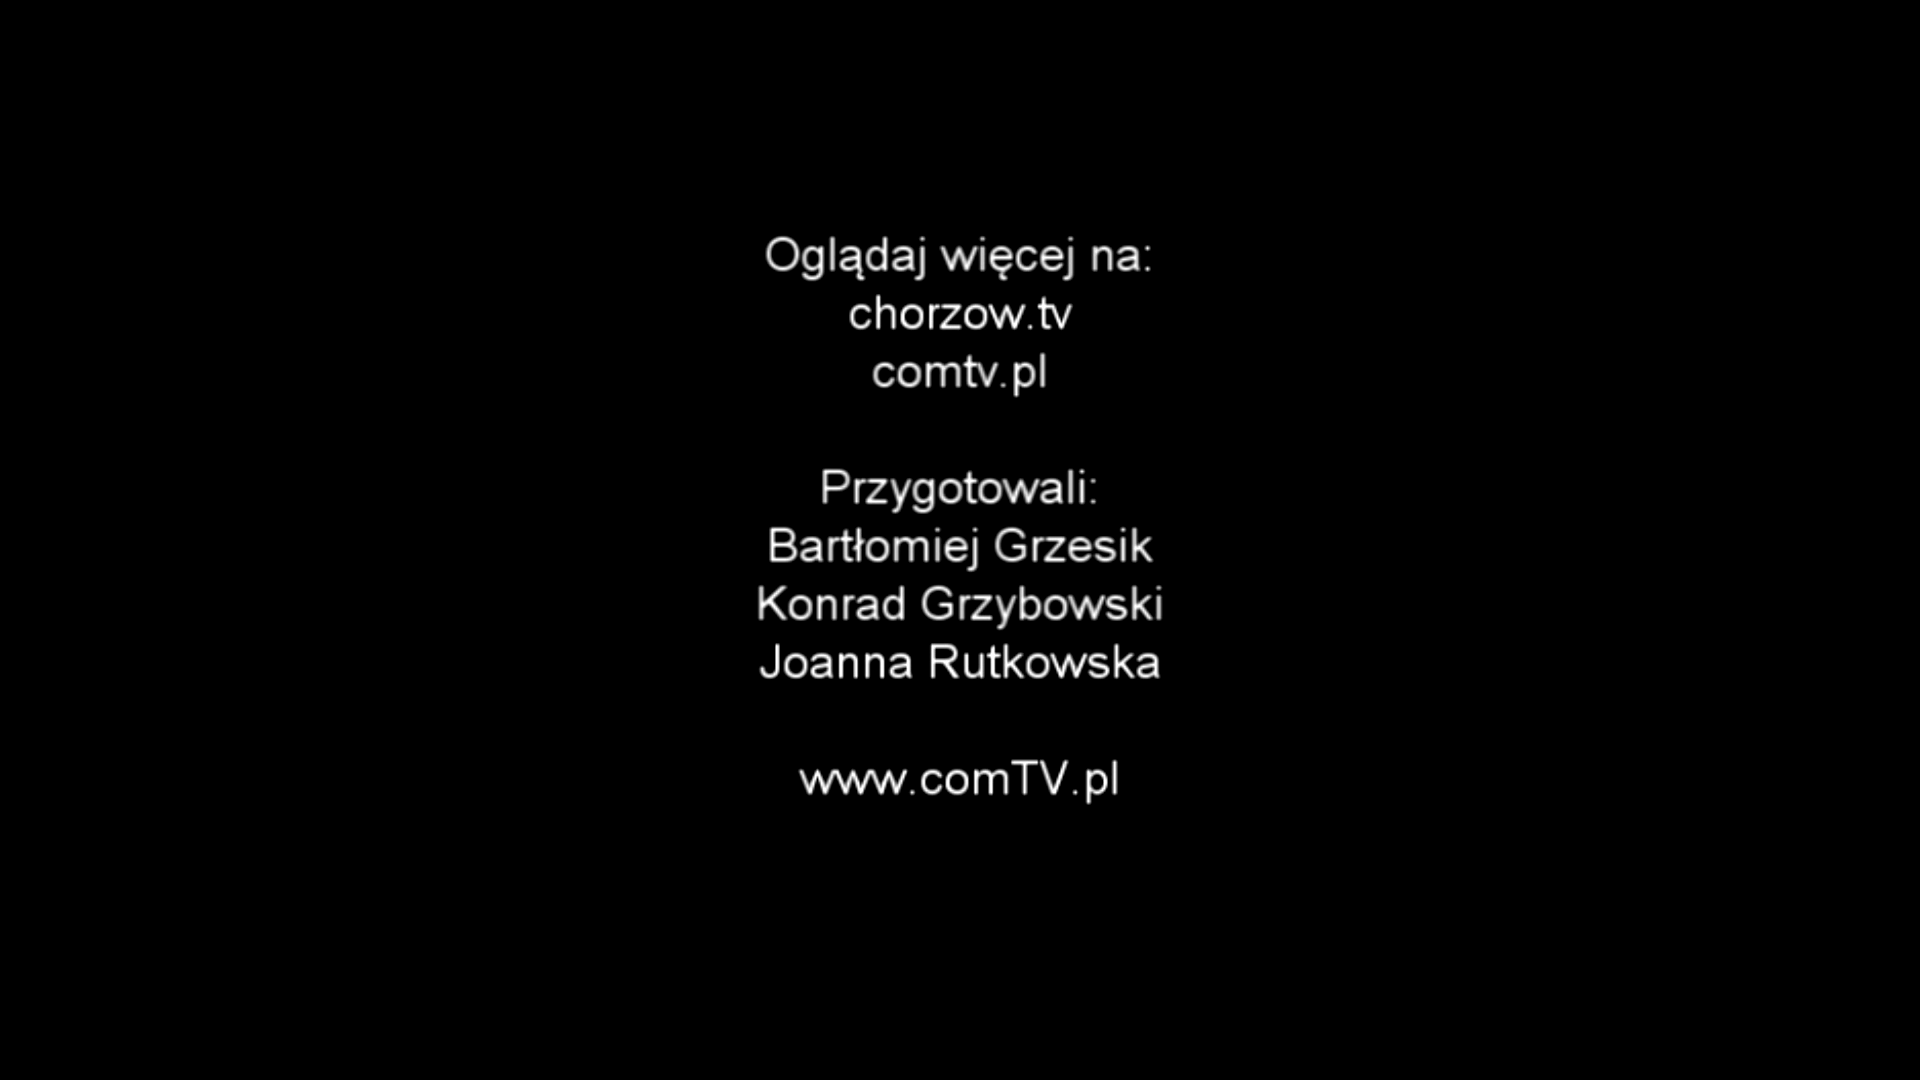 Oglądaj więcej na:
chorzow.tv
comtv.pl
Przygotowali:
Bartłomiej Grzesik
Konrad Grzybowski
Joanna Rutkowska
www.comTV.pl